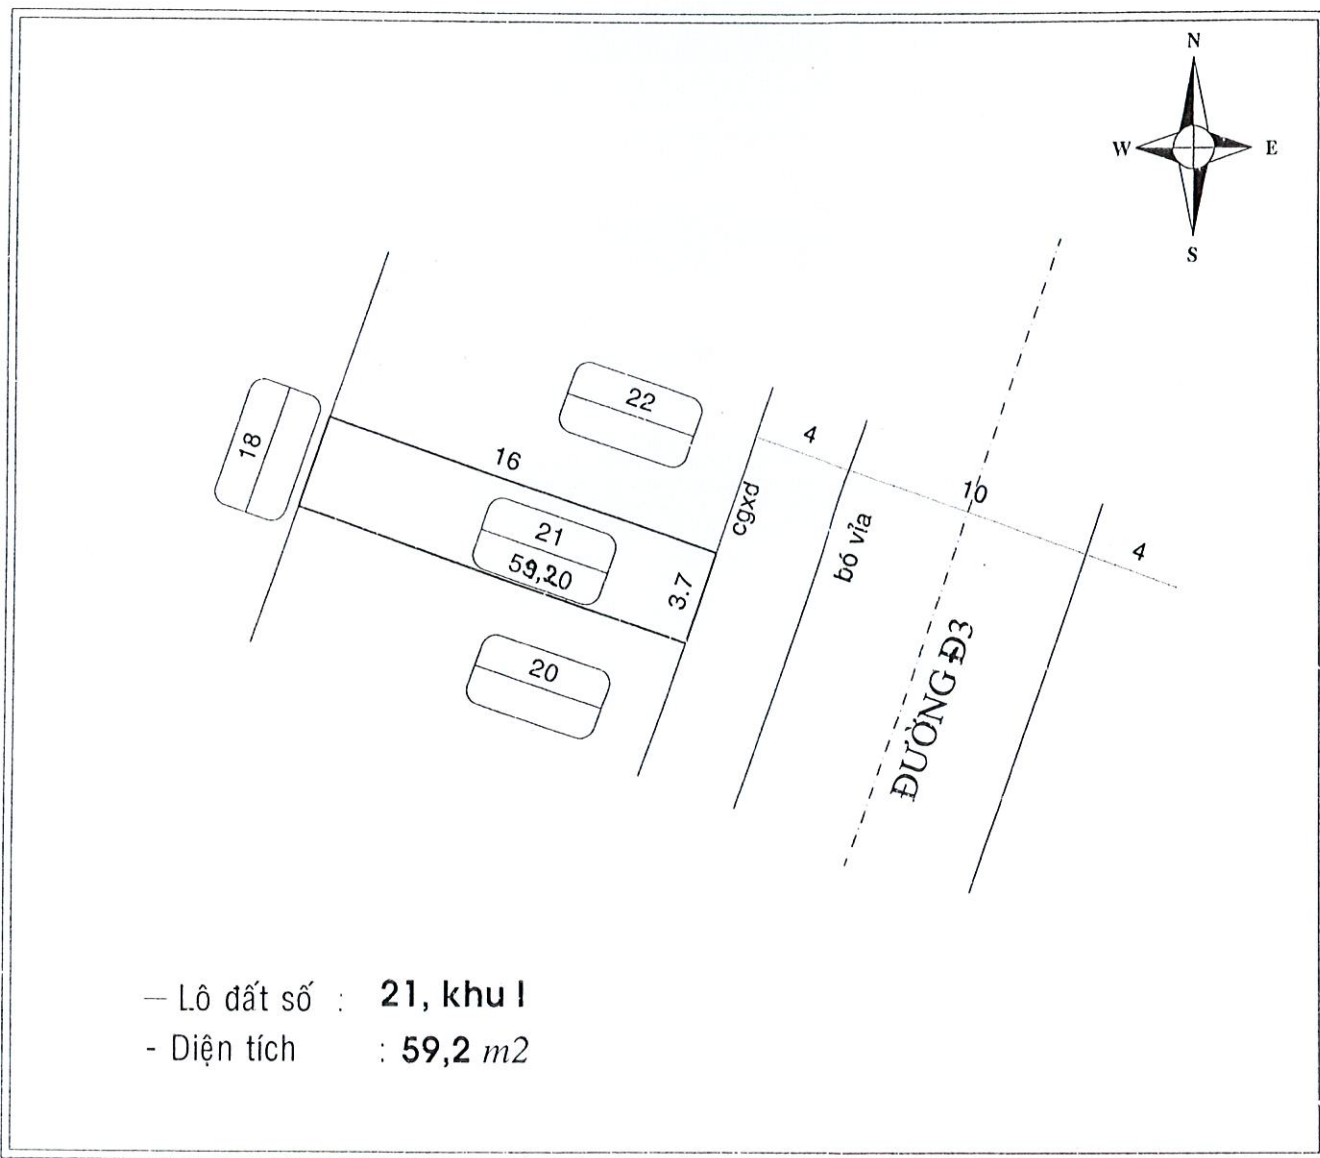 N
W
E
S
22
4
18
16
10
cgxd
bó vỉa
4
21
59,20
3.7
20
ĐƯỜNG Đ3
– Lô đất số : 21, khu I
- Diện tích : 59,2 m2